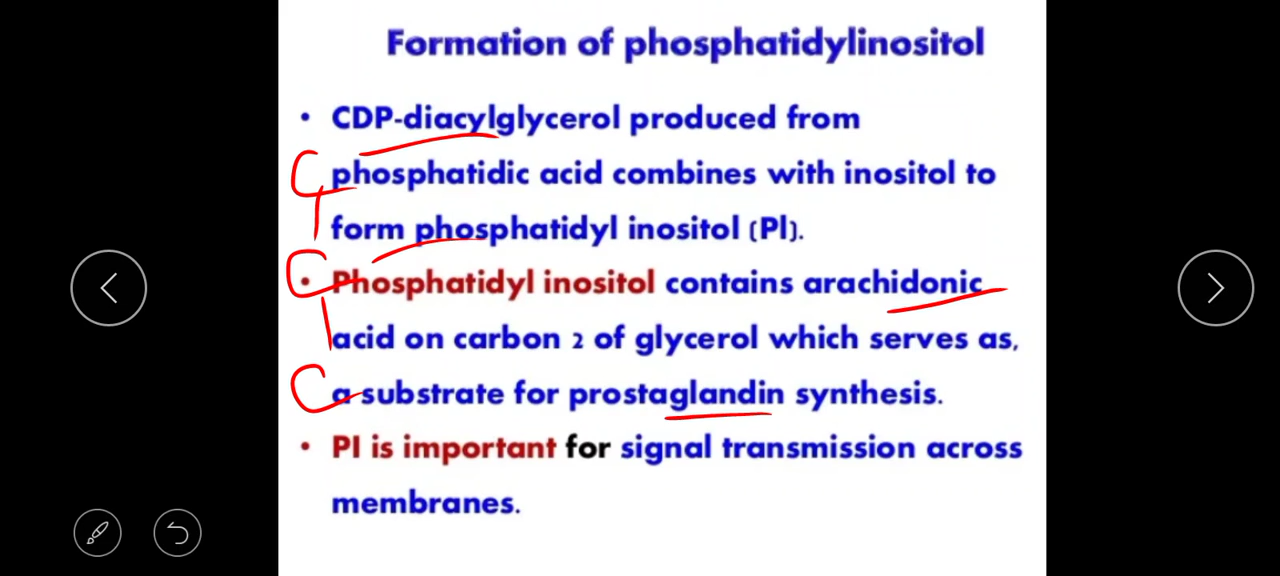 Formation of phosphatidylinositol
• CDP-diacylglycerol produced from
phosphatidic acid combines with inositol to
form phosphatidyl inositol (Pl).
• Phosphatidyl inositol contains arachidonic
acid on carbon 2 of glycerol which serves as,
a substrate for prostaglandin synthesis.
• PI is important for signal transmission across
membranes.
C
C
C